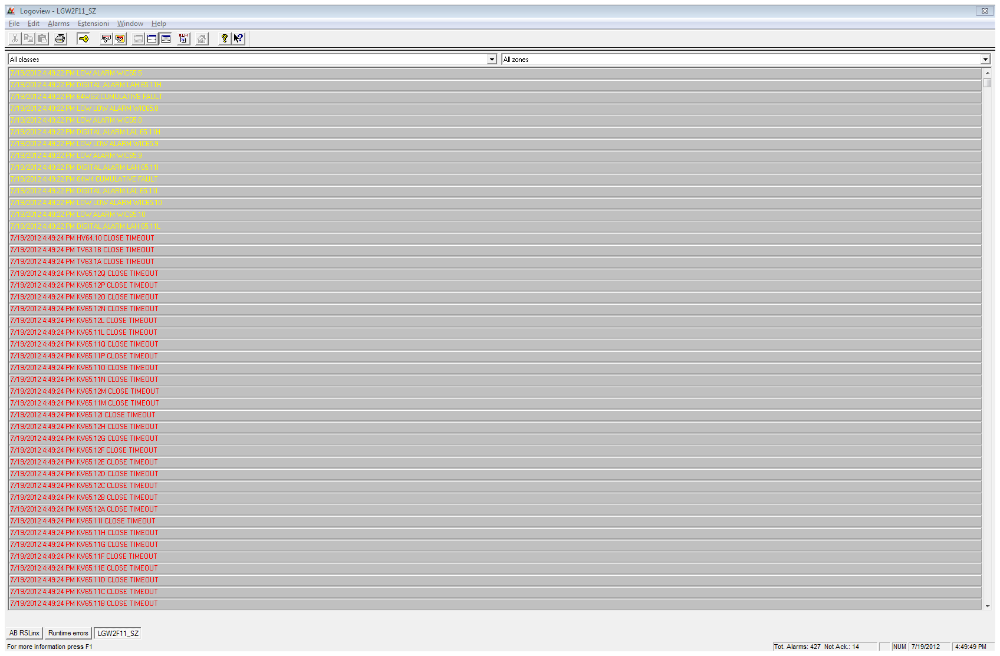 Logoview - LGW2F11_SZ
File Edit Alarms Estensioni Window Help
All classes All zones
7/19/2012 4:49:22 PM LOW ALARM WIC65.5
7/19/2012 4:49:22 PM DIGITAL ALARM LAH 65.11H
7/19/2012 4:49:22 PM 64WG2 CUMULATIVE FAULT
7/19/2012 4:49:22 PM LOW LOW ALARM WIC65.8
7/19/2012 4:49:22 PM LOW ALARM WIC65.8
7/19/2012 4:49:22 PM DIGITAL ALARM LAL 65.11H
7/19/2012 4:49:22 PM LOW LOW ALARM WIC65.9
7/19/2012 4:49:22 PM LOW ALARM WIC65.9
7/19/2012 4:49:22 PM DIGITAL ALARM LAH 65.11I
7/19/2012 4:49:22 PM 64W4 CUMULATIVE FAULT
7/19/2012 4:49:22 PM DIGITAL ALARM LAL 65.11I
7/19/2012 4:49:22 PM LOW LOW ALARM WIC65.10
7/19/2012 4:49:22 PM LOW ALARM WIC65.10
7/19/2012 4:49:22 PM DIGITAL ALARM LAH 65.11L
7/19/2012 4:49:24 PM HV64.10 CLOSE TIMEOUT
7/19/2012 4:49:24 PM TV63.1B CLOSE TIMEOUT
7/19/2012 4:49:24 PM TV63.1A CLOSE TIMEOUT
7/19/2012 4:49:24 PM KV65.12Q CLOSE TIMEOUT
7/19/2012 4:49:24 PM KV65.12P CLOSE TIMEOUT
7/19/2012 4:49:24 PM KV65.12O CLOSE TIMEOUT
7/19/2012 4:49:24 PM KV65.12N CLOSE TIMEOUT
7/19/2012 4:49:24 PM KV65.12L CLOSE TIMEOUT
7/19/2012 4:49:24 PM KV65.11L CLOSE TIMEOUT
7/19/2012 4:49:24 PM KV65.11Q CLOSE TIMEOUT
7/19/2012 4:49:24 PM KV65.11P CLOSE TIMEOUT
7/19/2012 4:49:24 PM KV65.11O CLOSE TIMEOUT
7/19/2012 4:49:24 PM KV65.11N CLOSE TIMEOUT
7/19/2012 4:49:24 PM KV65.12M CLOSE TIMEOUT
7/19/2012 4:49:24 PM KV65.11M CLOSE TIMEOUT
7/19/2012 4:49:24 PM KV65.12I CLOSE TIMEOUT
7/19/2012 4:49:24 PM KV65.12H CLOSE TIMEOUT
7/19/2012 4:49:24 PM KV65.12G CLOSE TIMEOUT
7/19/2012 4:49:24 PM KV65.12F CLOSE TIMEOUT
7/19/2012 4:49:24 PM KV65.12E CLOSE TIMEOUT
7/19/2012 4:49:24 PM KV65.12D CLOSE TIMEOUT
7/19/2012 4:49:24 PM KV65.12C CLOSE TIMEOUT
7/19/2012 4:49:24 PM KV65.12B CLOSE TIMEOUT
7/19/2012 4:49:24 PM KV65.12A CLOSE TIMEOUT
7/19/2012 4:49:24 PM KV65.11I CLOSE TIMEOUT
7/19/2012 4:49:24 PM KV65.11H CLOSE TIMEOUT
7/19/2012 4:49:24 PM KV65.11G CLOSE TIMEOUT
7/19/2012 4:49:24 PM KV65.11F CLOSE TIMEOUT
7/19/2012 4:49:24 PM KV65.11E CLOSE TIMEOUT
7/19/2012 4:49:24 PM KV65.11D CLOSE TIMEOUT
7/19/2012 4:49:24 PM KV65.11C CLOSE TIMEOUT
7/19/2012 4:49:24 PM KV65.11B CLOSE TIMEOUT
AB RSLinx Runtime errors LGW2F11_SZ
For more information press F1 Tot. Alarms: 427 Not Ack.: 14 NUM 7/19/2012 4:49:49 PM